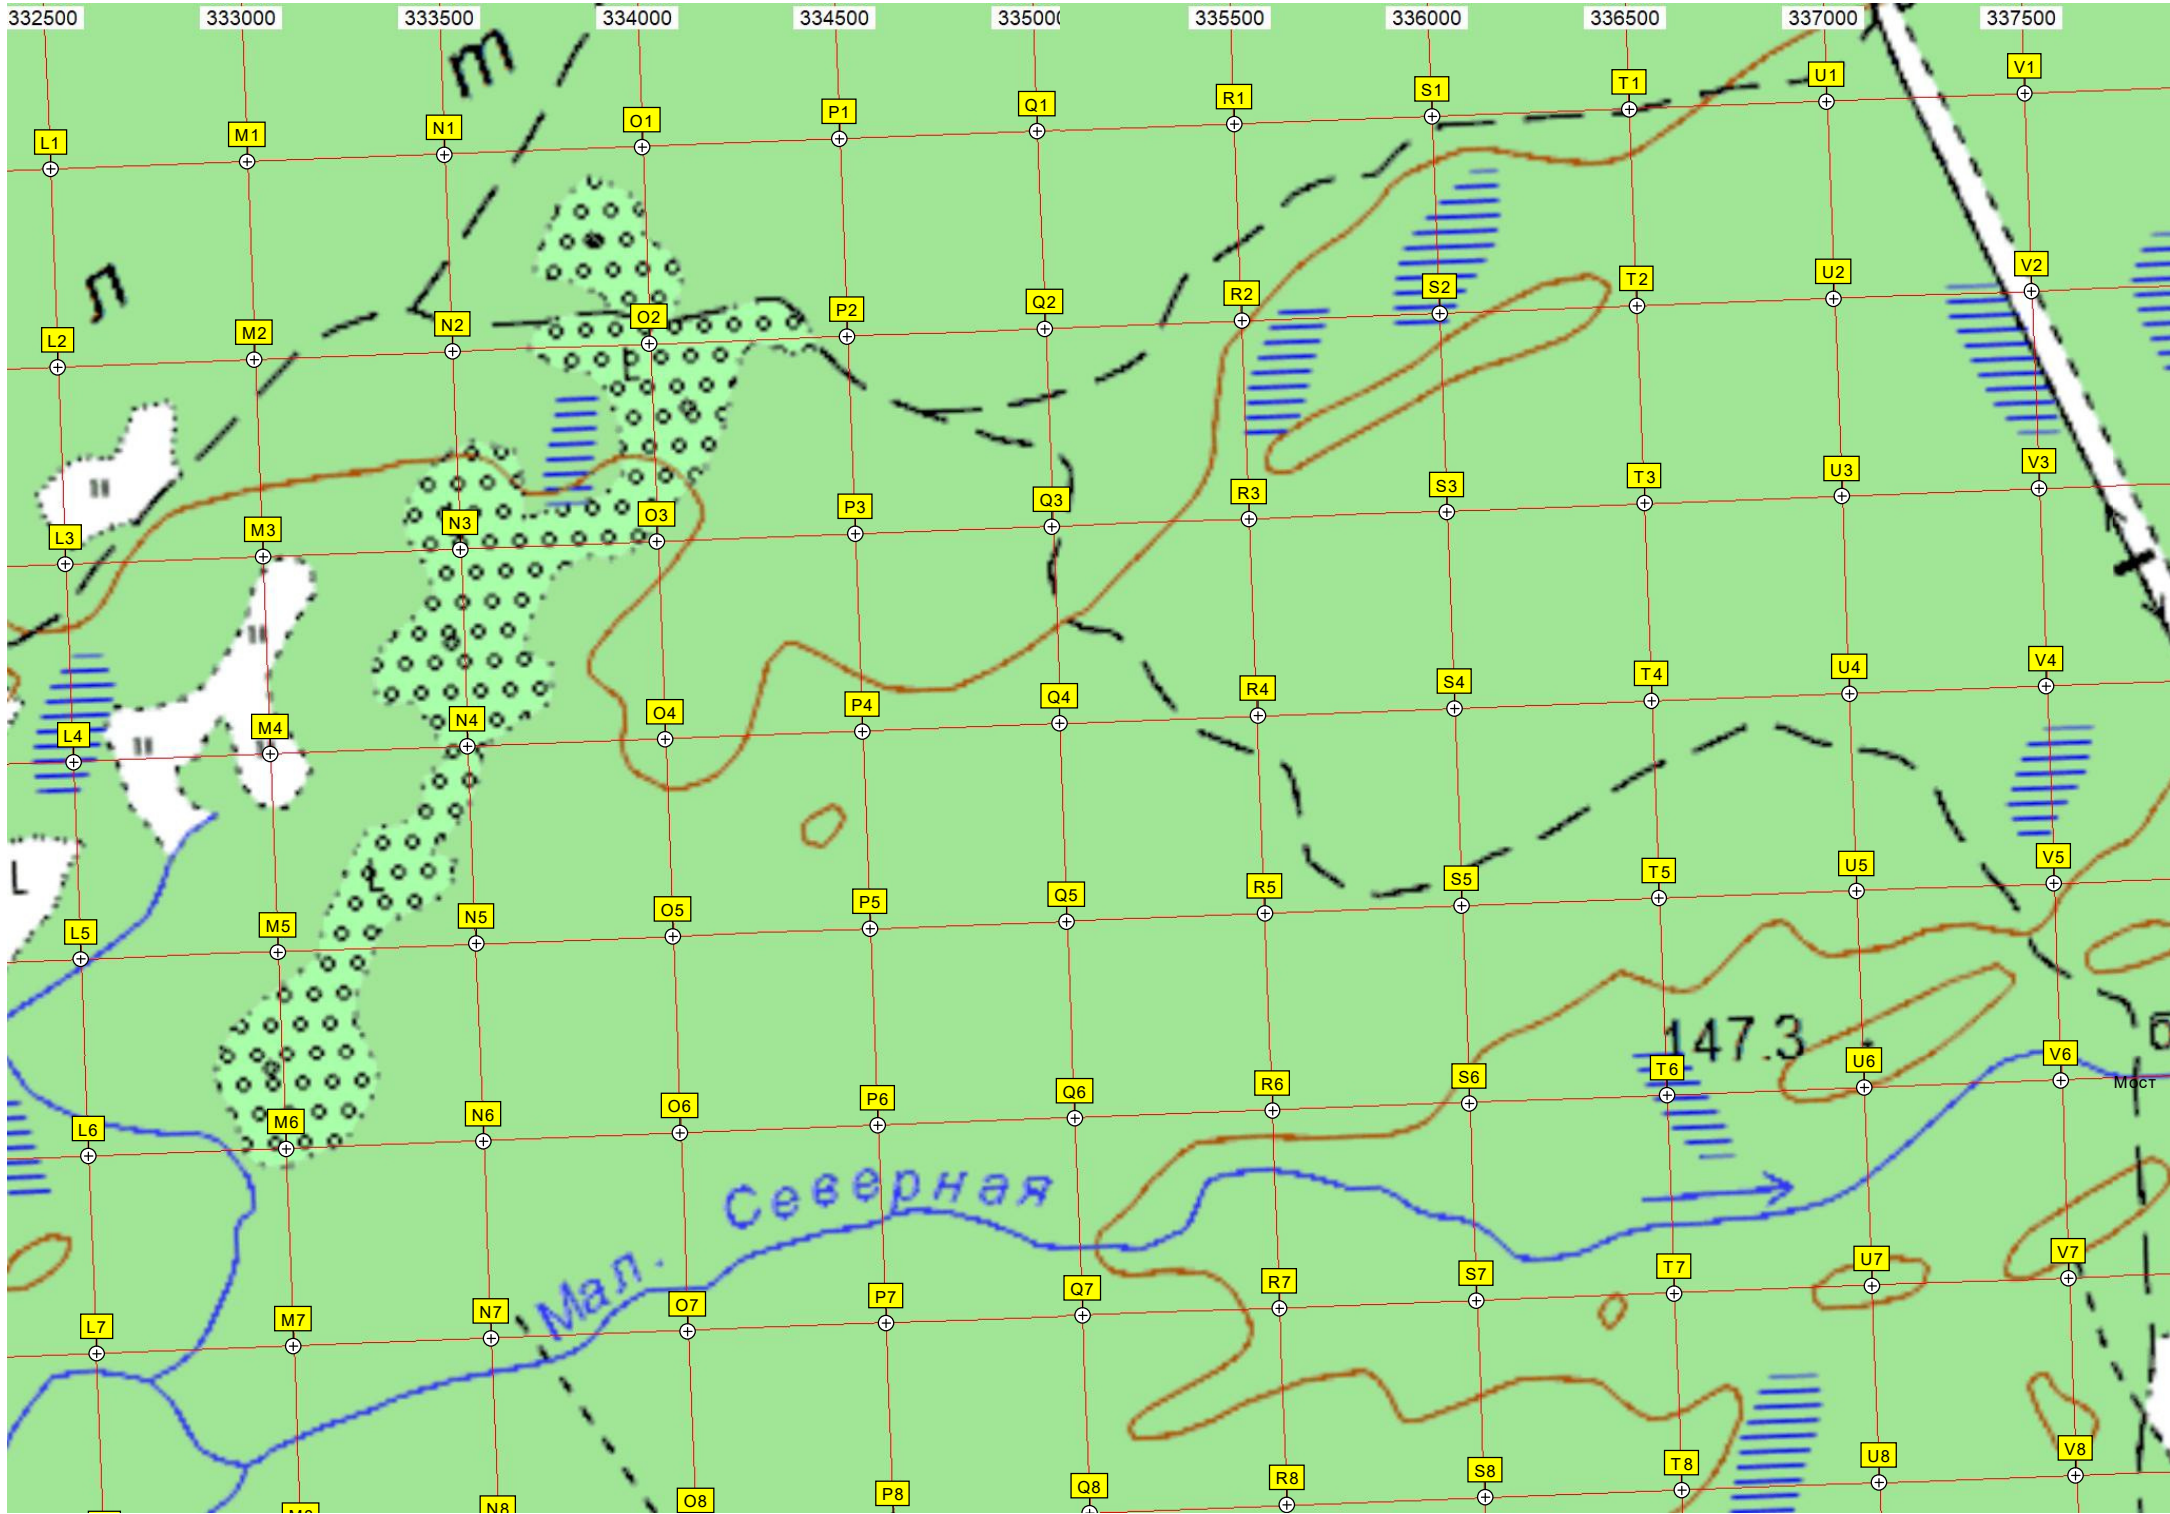 332500 333000 333500 334000 334500 335000 335500 336000 336500 337000 337500
т
L1 M1 N1 O1 P1 Q1 R1 S1 T1 U1 V1
л
L2 M2 N2 O2 P2 Q2 R2 S2 T2 U2 V2
L3 M3 N3 O3 P3 Q3 R3 S3 T3 U3 V3
L4 M4 N4 O4 P4 Q4 R4 S4 T4 U4 V4
L5 M5 N5 O5 P5 Q5 R5 S5 T5 U5 V5
147.3
L6 M6 N6 O6 P6 Q6 R6 S6 T6 U6 V6
Мост
Мал. Северная
L7 M7 N7 O7 P7 Q7 R7 S7 T7 U7 V7
N8 O8 P8 Q8 R8 S8 T8 U8 V8